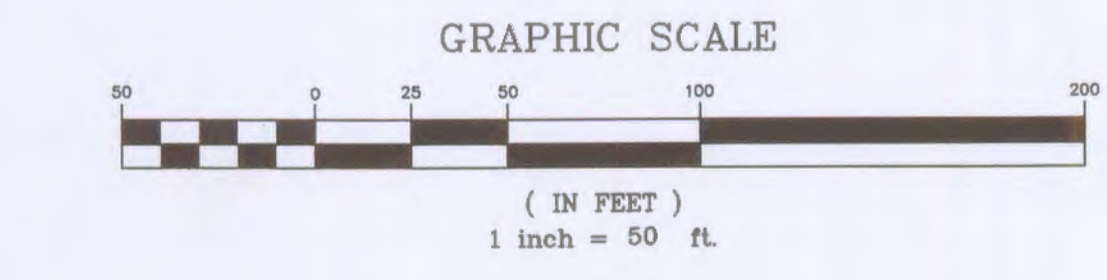 GRAPHIC SCALE
50 0 25 50 100 200
( IN FEET )
1 inch = 50 ft.